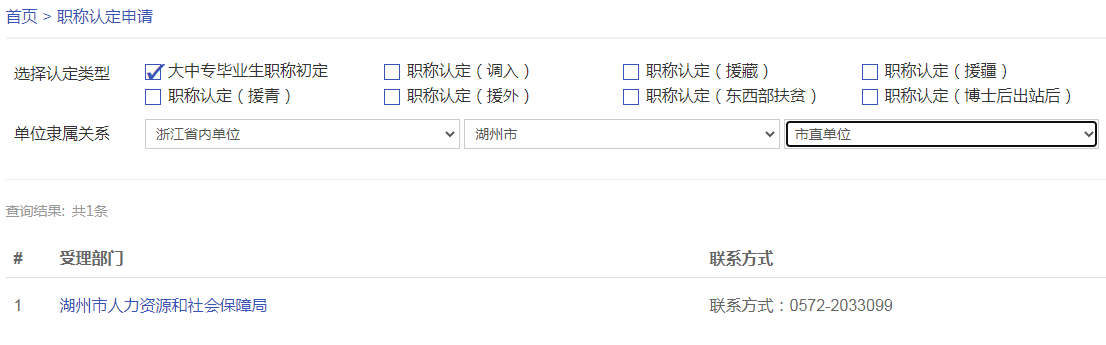 首页 > 职称认定申请
选择认定类型 大中专毕业生职称初定 职称认定（调入） 职称认定（援藏） 职称认定（援疆）
职称认定（援青） 职称认定（援外） 职称认定（东西部扶贫） 职称认定（博士后出站后）
单位隶属关系 浙江省内单位 湖州市 市直单位
查询结果: 共1条
# 受理部门 联系方式
1 湖州市人力资源和社会保障局 联系方式：0572-2033099